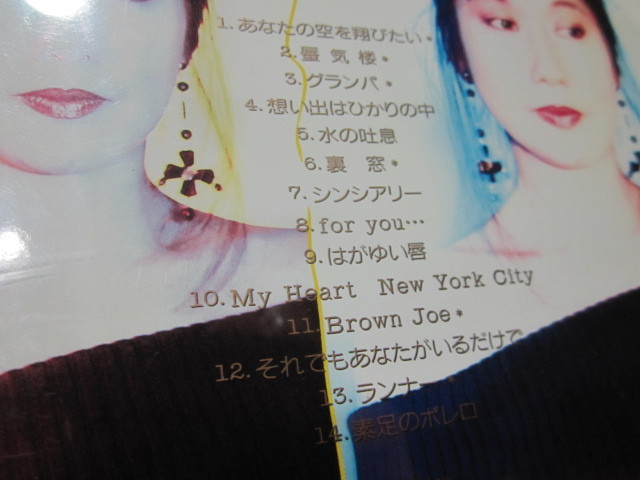 1.あなたの空を翔びたい*
2.蜃気楼*
3.グランパ*
4.想い出はひかりの中
5.水の吐息
6.裏 窓*
7.シンシアリー
8.for you…
9.はがゆい唇
10.My Heart New York City
11.Brown Joe*
12.それでもあなたがいるだけで
13.ランナー*
14.素足のボレロ